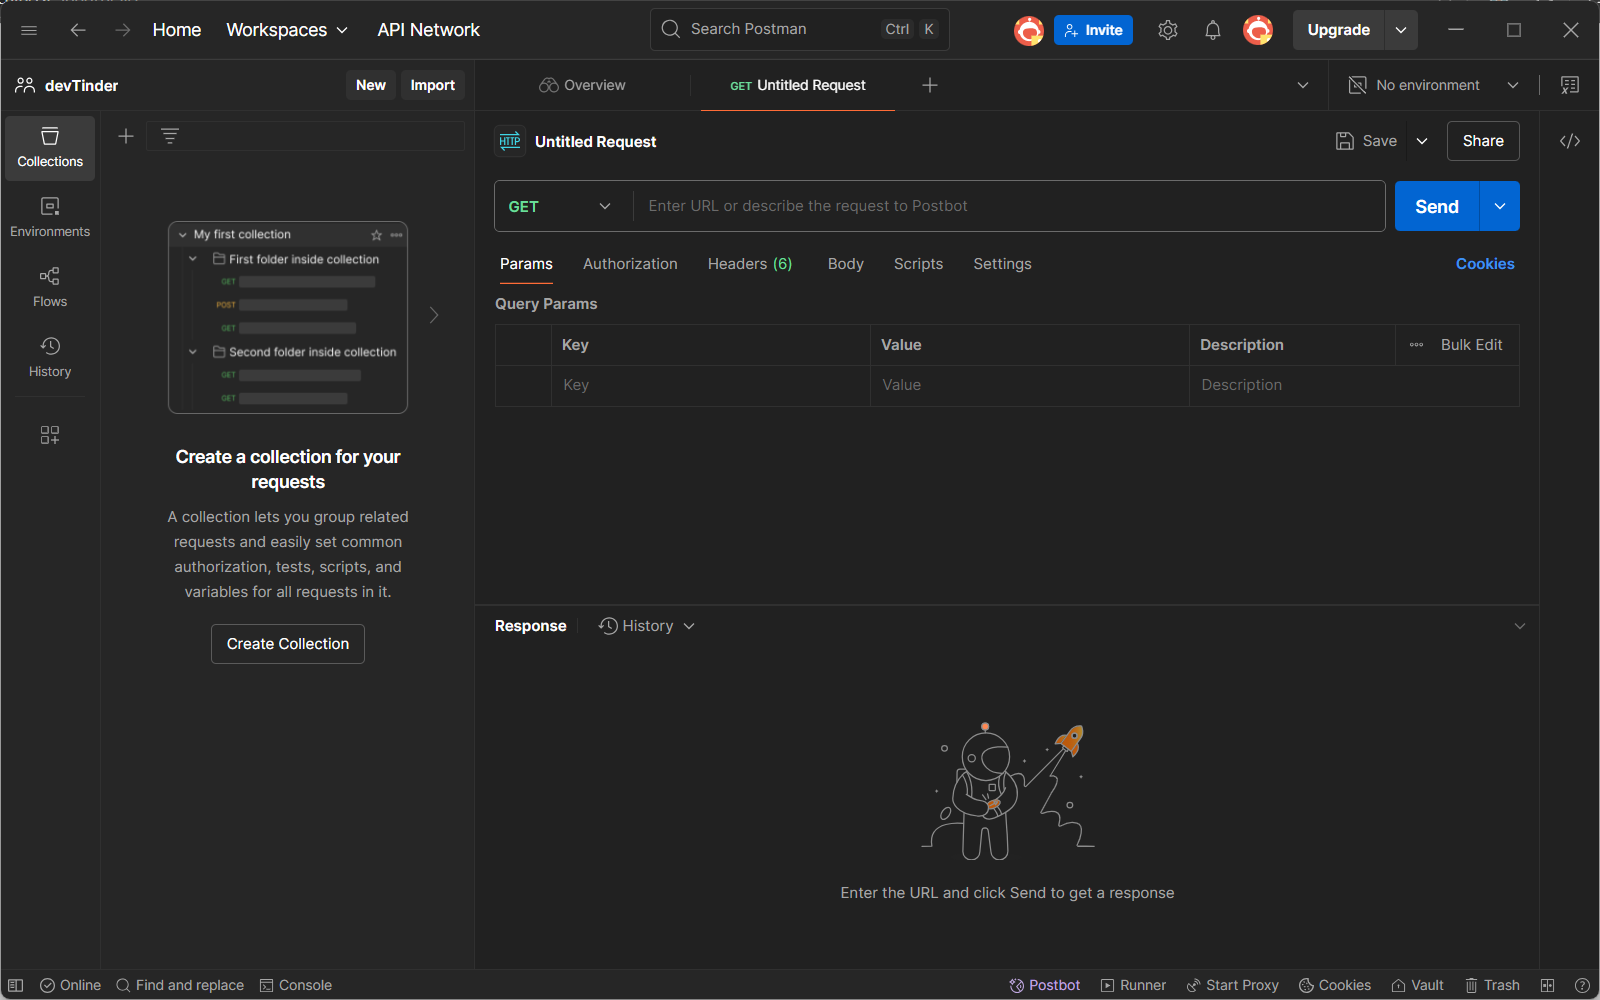 Home Workspaces API Network Search Postman Ctrl K Invite Upgrade
devTinder New Import Overview GET Untitled Request No environment
Collections
Environments
Flows
History
My first collection
First folder inside collection
GET
POST
GET
Second folder inside collection
GET
GET
Create a collection for your
requests
A collection lets you group related
requests and easily set common
authorization, tests, scripts, and
variables for all requests in it.
Create Collection
HTTP Untitled Request Save Share
GET Enter URL or describe the request to Postbot Send
Params Authorization Headers (6) Body Scripts Settings Cookies
Query Params
Key Value Description Bulk Edit
Key Value Description
Response History
Enter the URL and click Send to get a response
Online Find and replace Console Postbot Runner Start Proxy Cookies Vault Trash